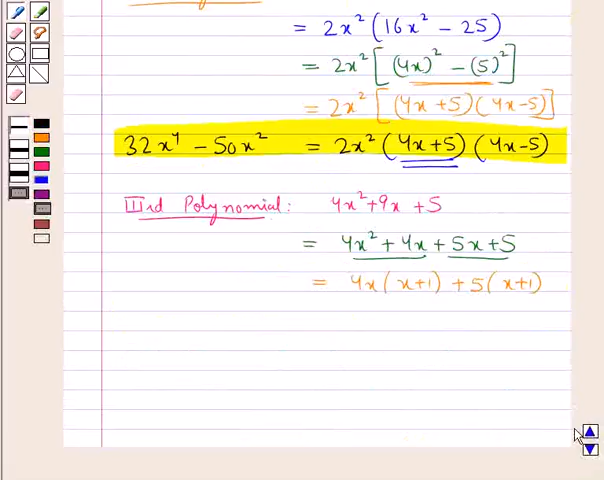 = 2x² (16x² - 25)
= 2x² [(4x)² - (5)²]
= 2x² [(4x+5)(4x-5)]
32x⁴ - 50x² = 2x² (4x+5)(4x-5)
IIIrd Polynomial: 4x²+9x+5
= 4x²+4x+5x+5
= 4x(x+1)+5(x+1)